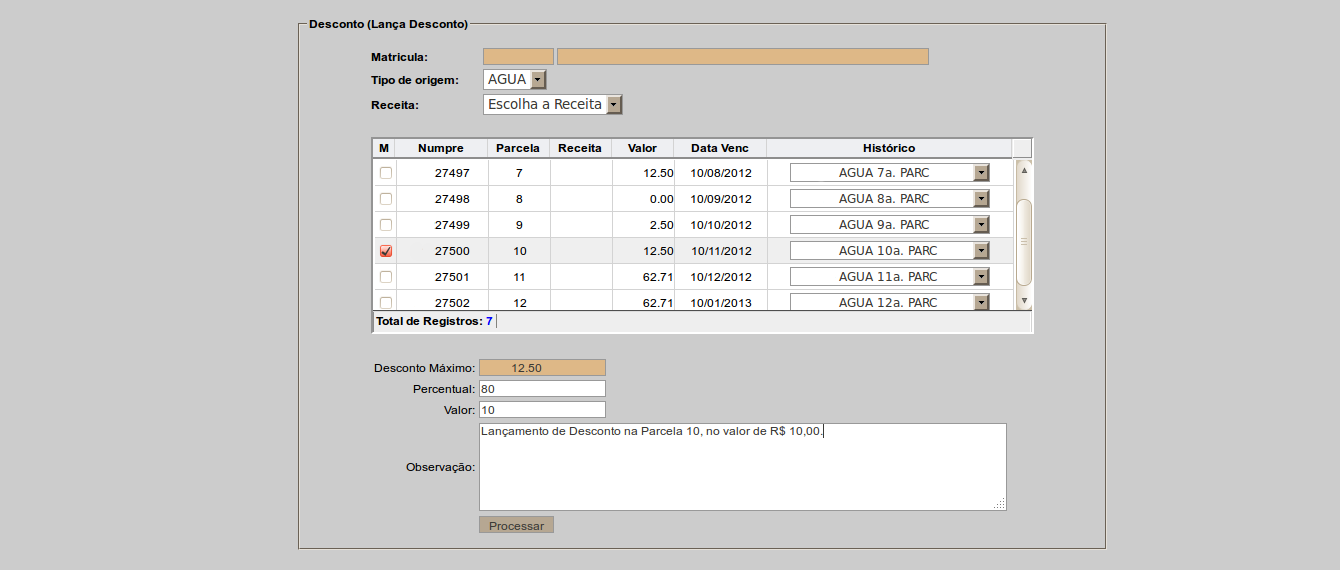 Desconto (Lança Desconto)
Matricula:
Tipo de origem: AGUA
Receita: Escolha a Receita
M Numpre Parcela Receita Valor Data Venc Histórico
27497 7 12.50 10/08/2012 AGUA 7a. PARC
27498 8 0.00 10/09/2012 AGUA 8a. PARC
27499 9 2.50 10/10/2012 AGUA 9a. PARC
27500 10 12.50 10/11/2012 AGUA 10a. PARC
27501 11 62.71 10/12/2012 AGUA 11a. PARC
27502 12 62.71 10/01/2013 AGUA 12a. PARC
Total de Registros: 7
Desconto Máximo: 12.50
Percentual: 80
Valor: 10
Observação: Lançamento de Desconto na Parcela 10, no valor de R$ 10,00.
Processar